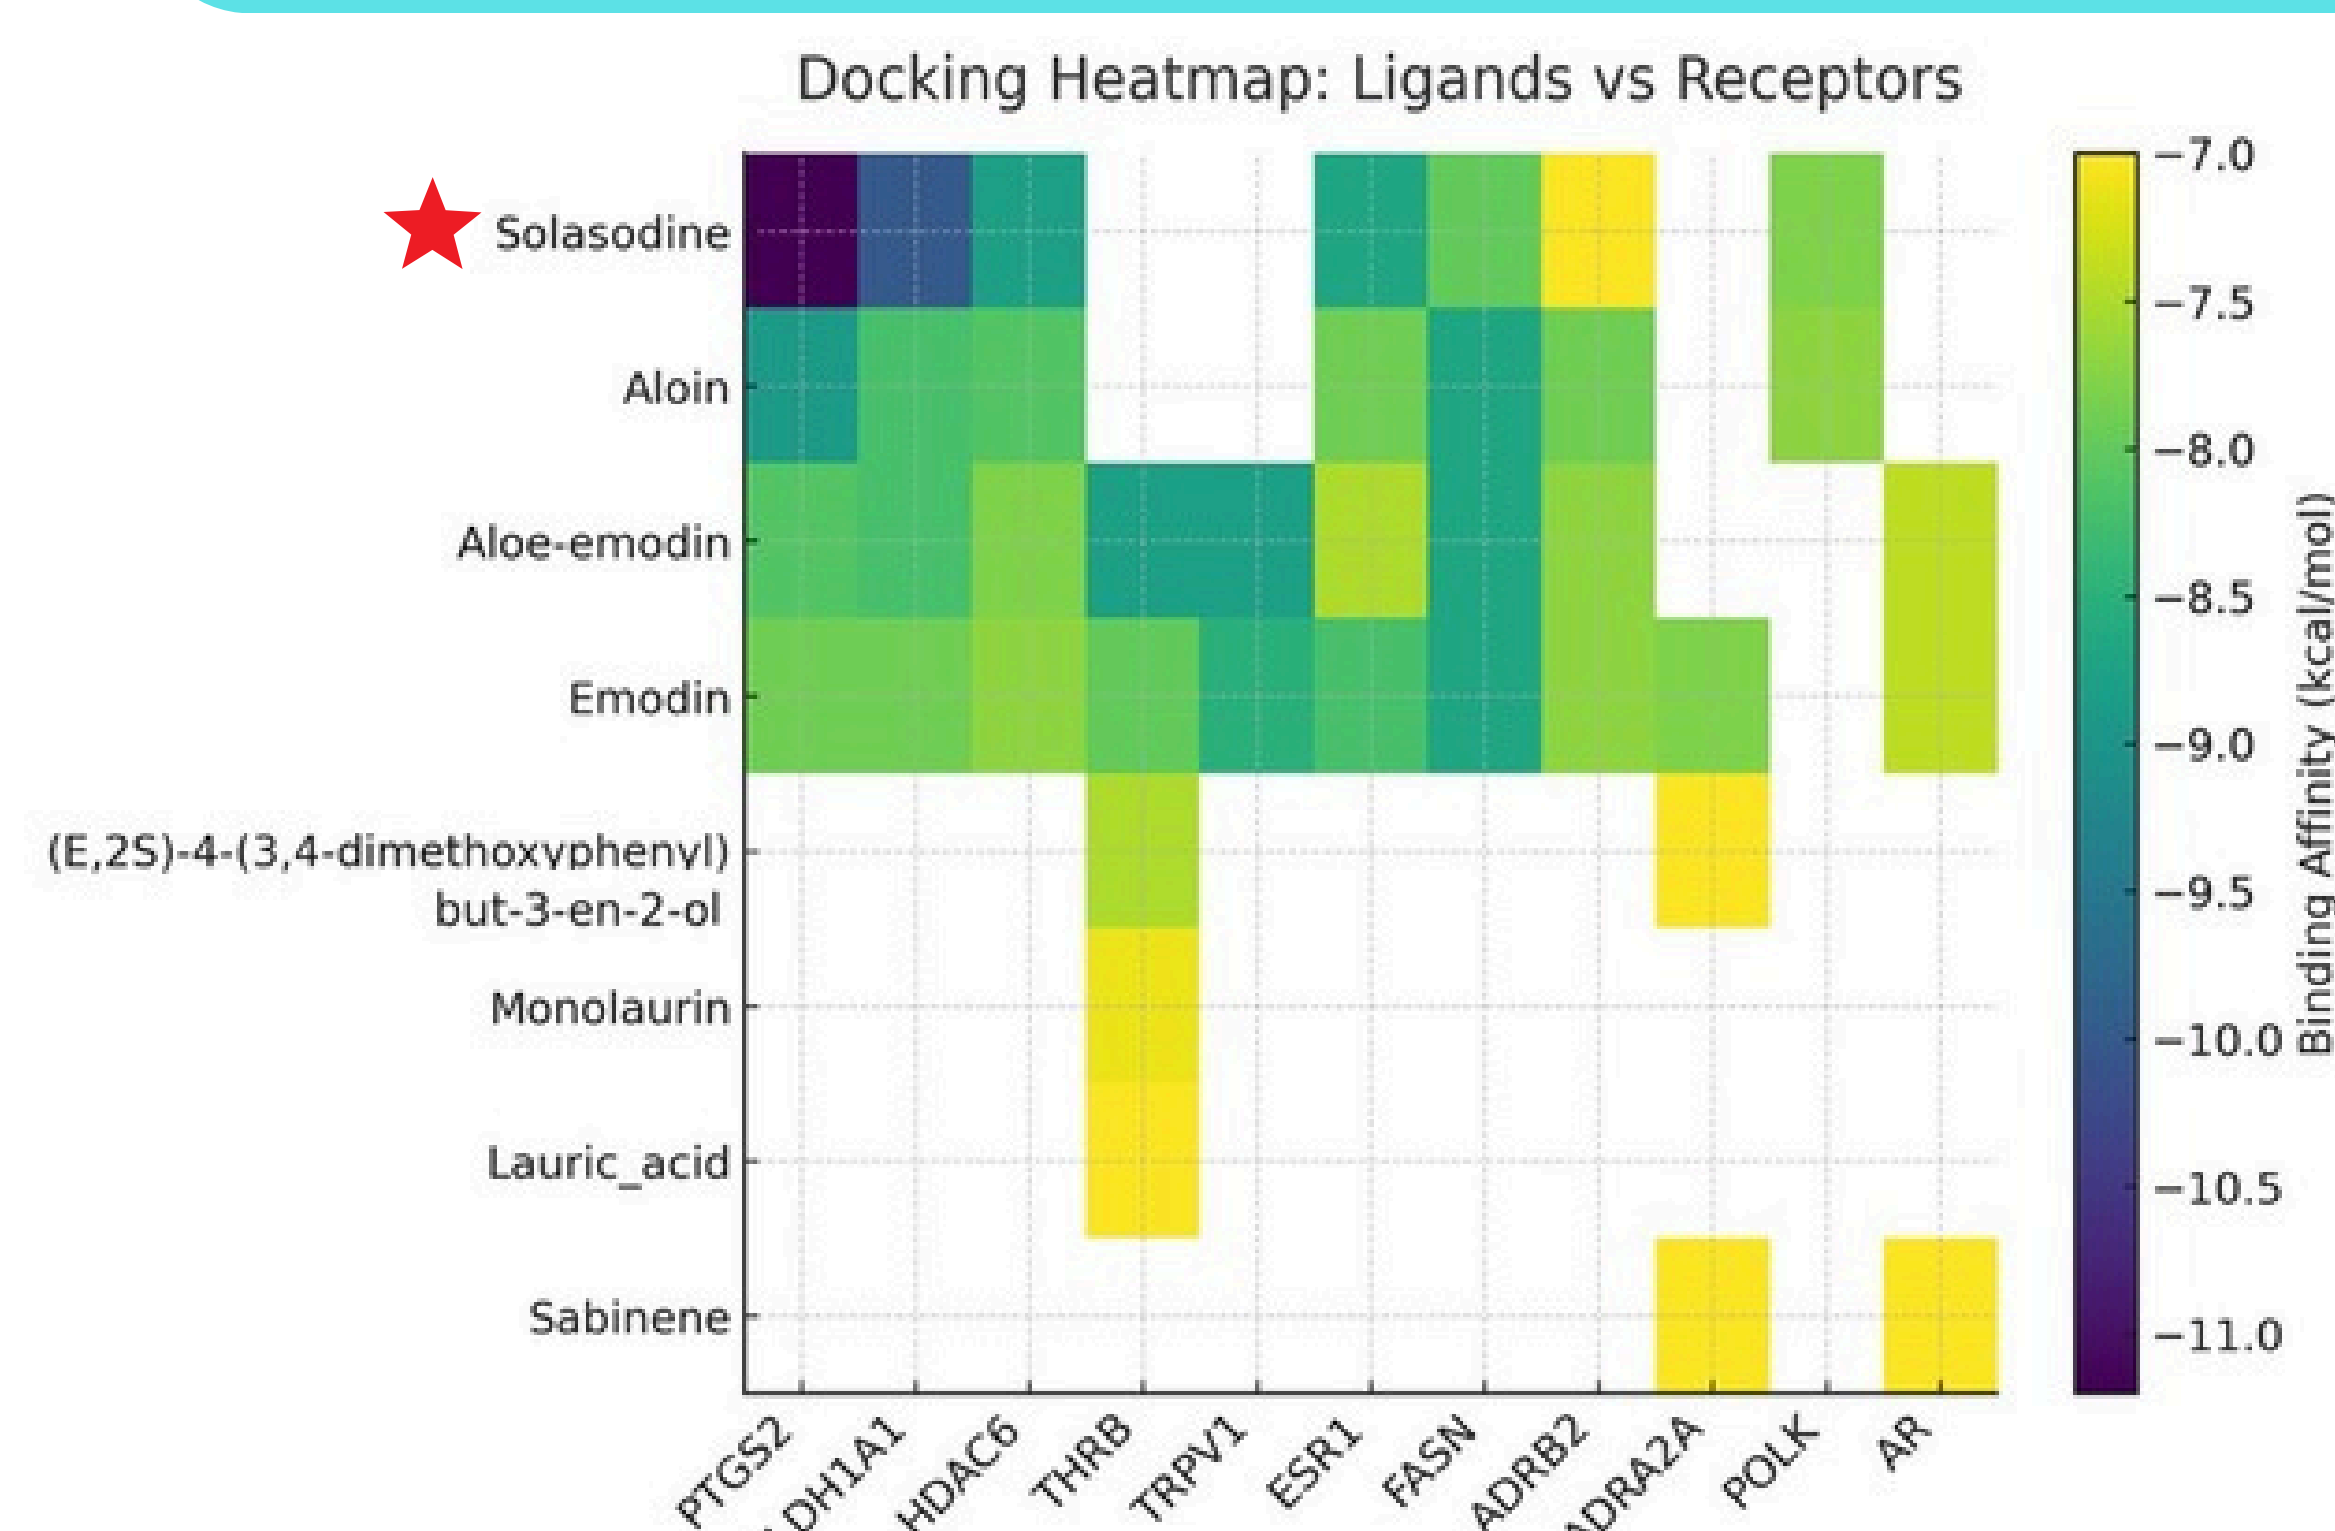 Docking Heatmap: Ligands vs Receptors
Solasodine
Aloin
Aloe-emodin
Emodin
(E,2S)-4-(3,4-dimethoxyphenyl)
but-3-en-2-ol
Monolaurin
Lauric_acid
Sabinene
PTGS2
LDH1A1
HDAC6
THRB
TRPV1
ESR1
FASN
ADRB2
ADRA2A
POLK
AR
−7.0
−7.5
−8.0
−8.5
−9.0
−9.5
−10.0
−10.5
−11.0
Binding Affinity (kcal/mol)